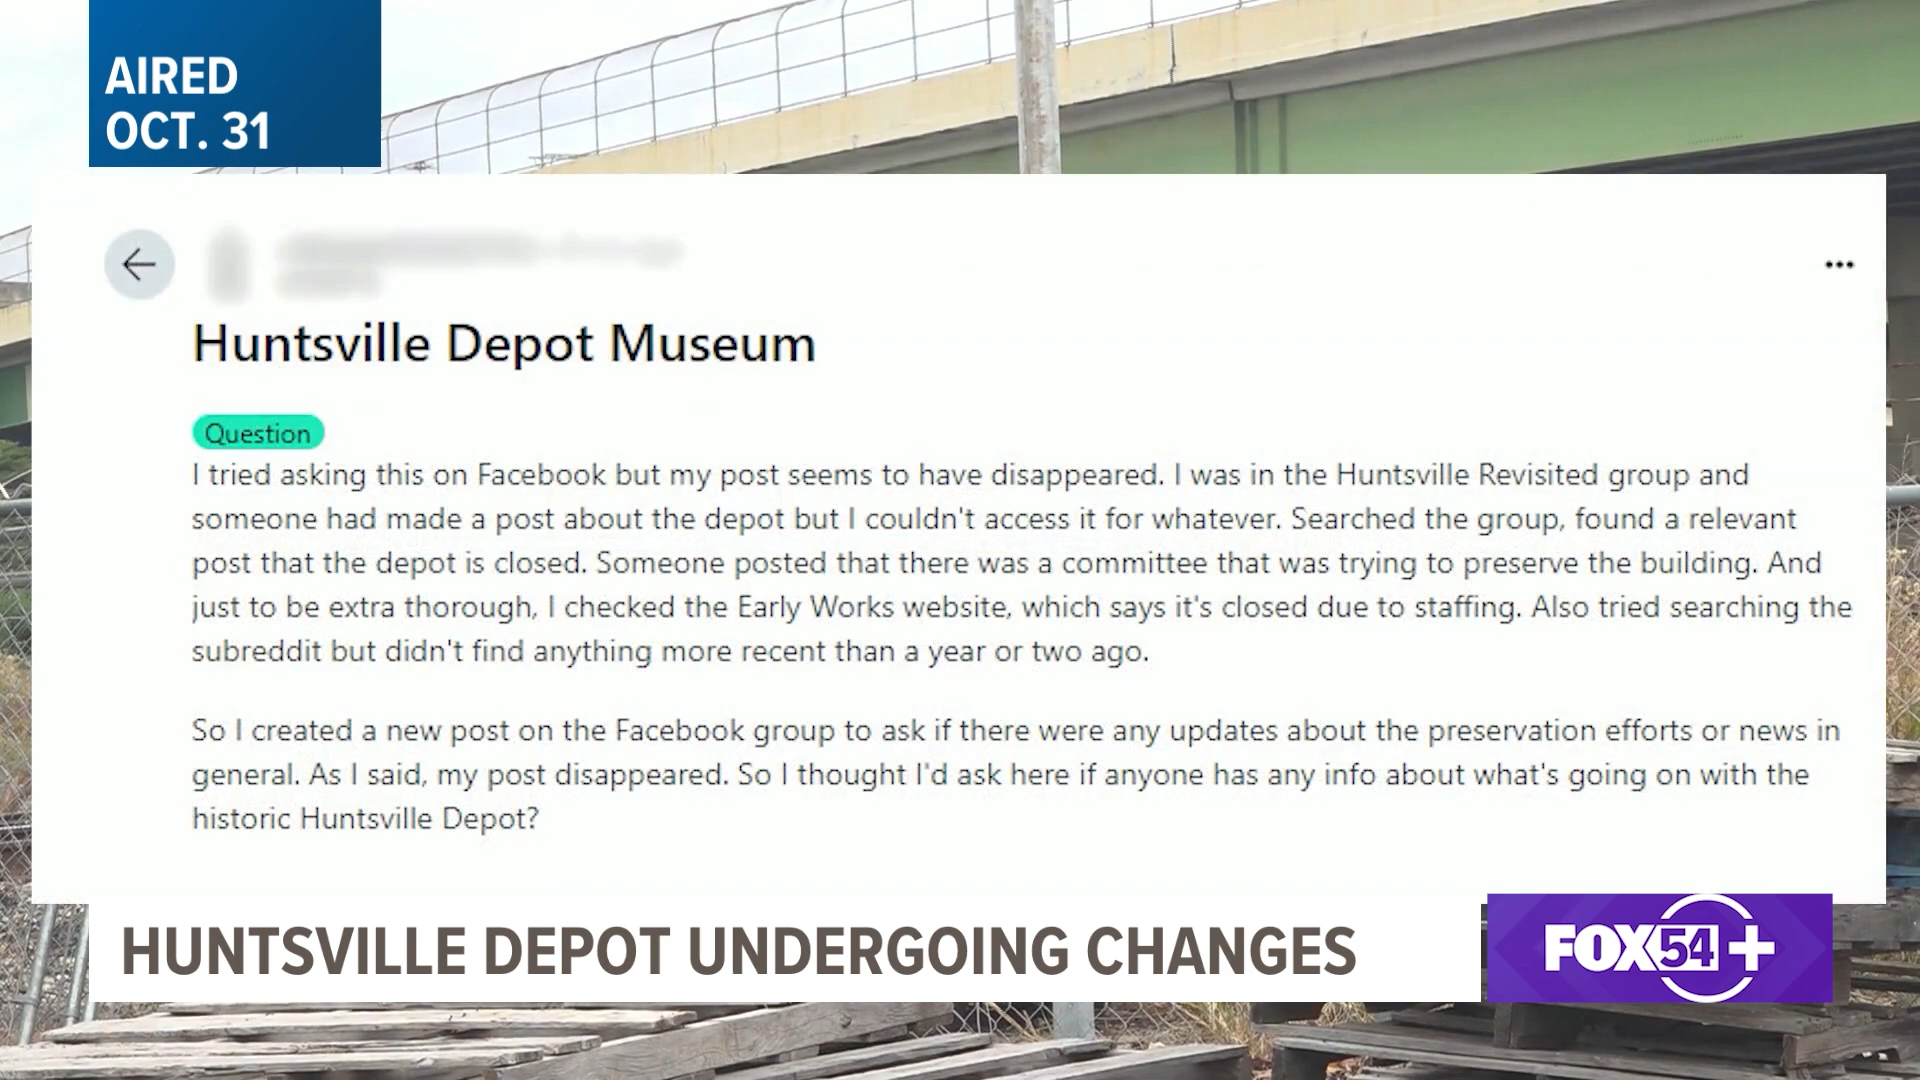 AIRED
OCT. 31
Huntsville Depot Museum
Question
I tried asking this on Facebook but my post seems to have disappeared. I was in the Huntsville Revisited group and
someone had made a post about the depot but I couldn't access it for whatever. Searched the group, found a relevant
post that the depot is closed. Someone posted that there was a committee that was trying to preserve the building. And
just to be extra thorough, I checked the Early Works website, which says it's closed due to staffing. Also tried searching the
subreddit but didn't find anything more recent than a year or two ago.
So I created a new post on the Facebook group to ask if there were any updates about the preservation efforts or news in
general. As I said, my post disappeared. So I thought I'd ask here if anyone has any info about what's going on with the
historic Huntsville Depot?
HUNTSVILLE DEPOT UNDERGOING CHANGES
FOX54+